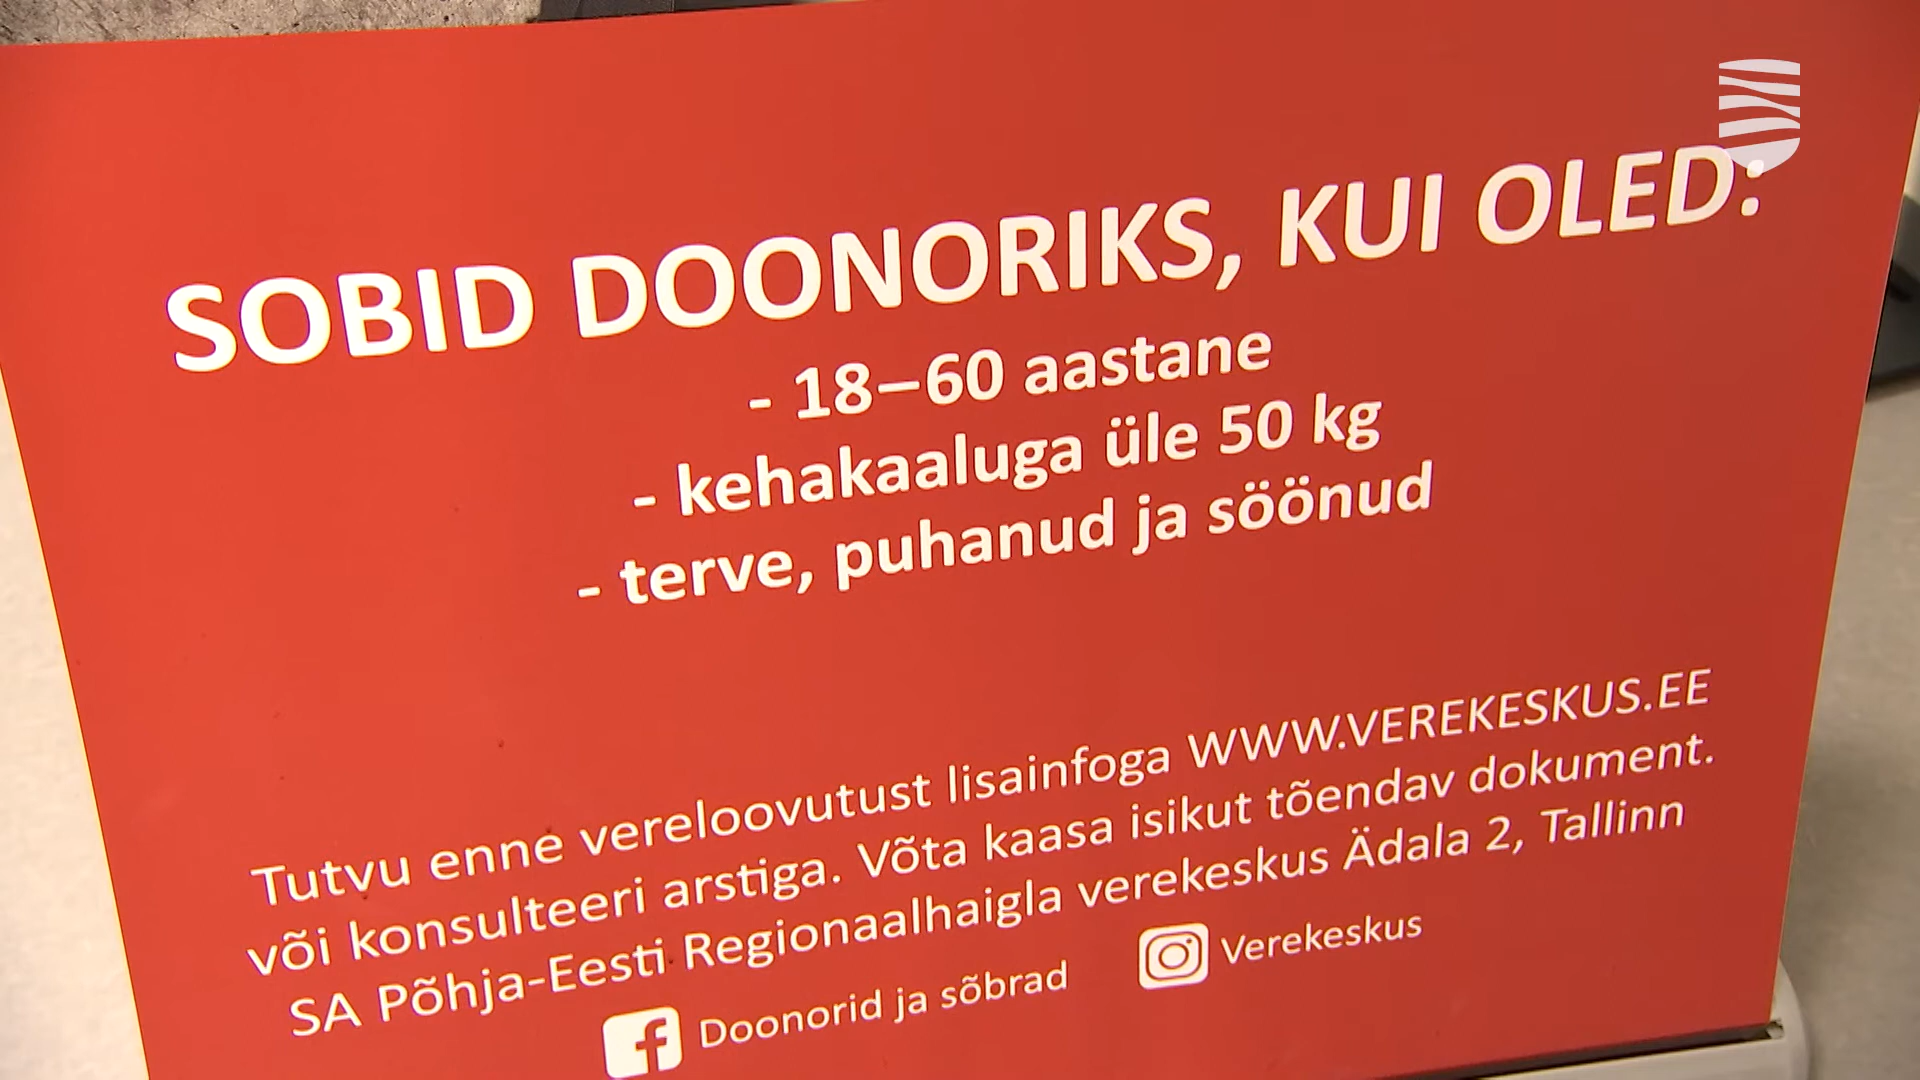 SOBID DOONORIKS, KUI OLED:
- 18–60 aastane
- kehakaaluga üle 50 kg
- terve, puhanud ja söönud
Tutvu enne vereloovutust lisainfoga WWW.VEREKESKUS.EE
või konsulteeri arstiga. Võta kaasa isikut tõendav dokument.
SA Põhja-Eesti Regionaalhaigla verekeskus Ädala 2, Tallinn
Doonorid ja sõbrad
Verekeskus